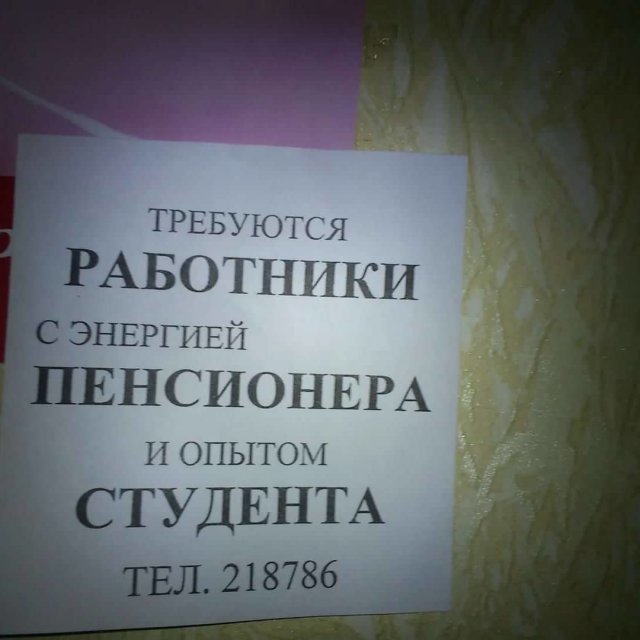 ТРЕБУЮТСЯ
РАБОТНИКИ
С ЭНЕРГИЕЙ
ПЕНСИОНЕРА
И ОПЫТОМ
СТУДЕНТА
ТЕЛ. 218786